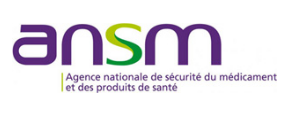 ansm
Agence nationale de sécurité du médicament
et des produits de santé